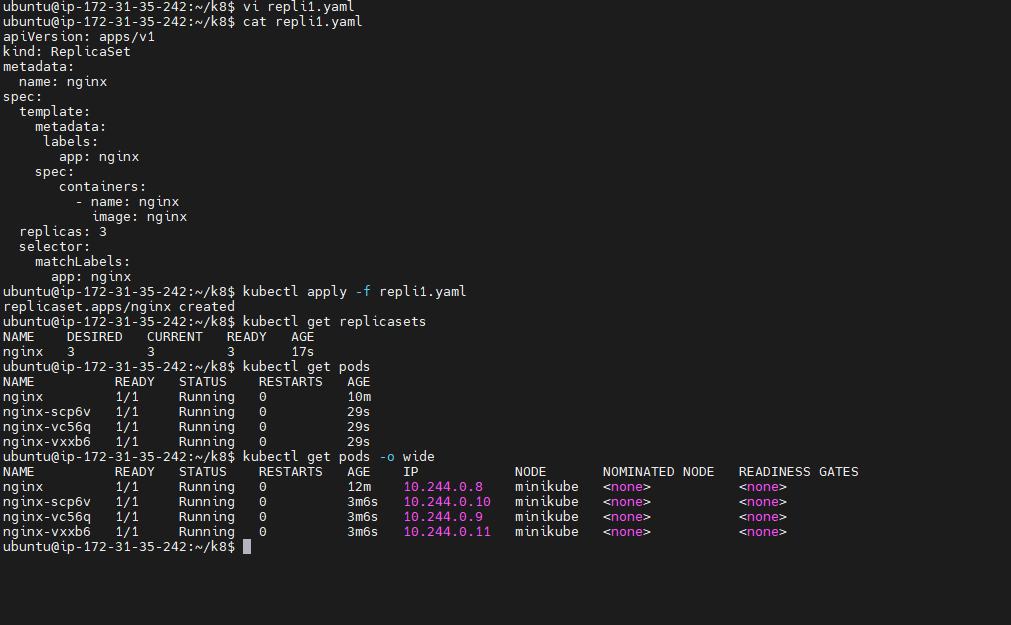 ubuntu@ip-172-31-35-242:~/k8$ vi repli1.yaml
ubuntu@ip-172-31-35-242:~/k8$ cat repli1.yaml
apiVersion: apps/v1
kind: ReplicaSet
metadata:
  name: nginx
spec:
  template:
    metadata:
     labels:
       app: nginx
    spec:
       containers:
         - name: nginx
           image: nginx
  replicas: 3
  selector:
    matchLabels:
      app: nginx
ubuntu@ip-172-31-35-242:~/k8$ kubectl apply -f repli1.yaml
replicaset.apps/nginx created
ubuntu@ip-172-31-35-242:~/k8$ kubectl get replicasets
NAME    DESIRED   CURRENT   READY   AGE
nginx   3         3         3       17s
ubuntu@ip-172-31-35-242:~/k8$ kubectl get pods
NAME          READY   STATUS    RESTARTS   AGE
nginx         1/1     Running   0          10m
nginx-scp6v   1/1     Running   0          29s
nginx-vc56q   1/1     Running   0          29s
nginx-vxxb6   1/1     Running   0          29s
ubuntu@ip-172-31-35-242:~/k8$ kubectl get pods -o wide
NAME          READY   STATUS    RESTARTS   AGE    IP            NODE       NOMINATED NODE   READINESS GATES
nginx         1/1     Running   0          12m    10.244.0.8    minikube   <none>           <none>
nginx-scp6v   1/1     Running   0          3m6s   10.244.0.10   minikube   <none>           <none>
nginx-vc56q   1/1     Running   0          3m6s   10.244.0.9    minikube   <none>           <none>
nginx-vxxb6   1/1     Running   0          3m6s   10.244.0.11   minikube   <none>           <none>
ubuntu@ip-172-31-35-242:~/k8$